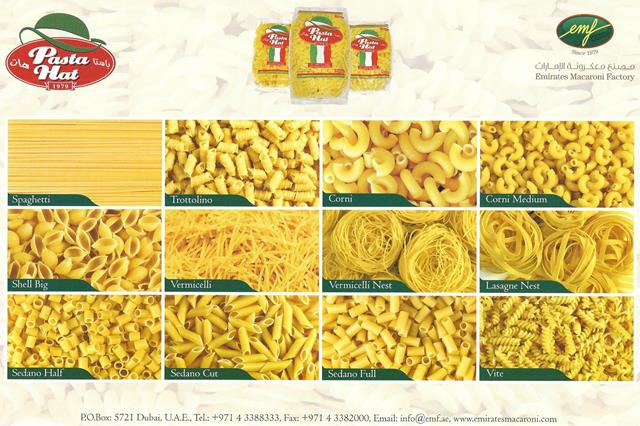 Pasta
Hat
باستا
هات
1979
Pasta Hat
Pasta
Hat
Pasta Hat
emf
Since 1979
مصنع معكرونة الإمارات
Emirates Macaroni Factory
Spaghetti
Trottolino
Corni
Corni Medium
Shell Big
Vermicelli
Vermicelli Nest
Lasagne Nest
Sedano Half
Sedano Cut
Sedano Full
Vite
P.O.Box: 5721 Dubai, U.A.E., Tel.: +971 4 3388333, Fax: +971 4 3382000, Email: info@emf.ae, www.emiratesmacaroni.com